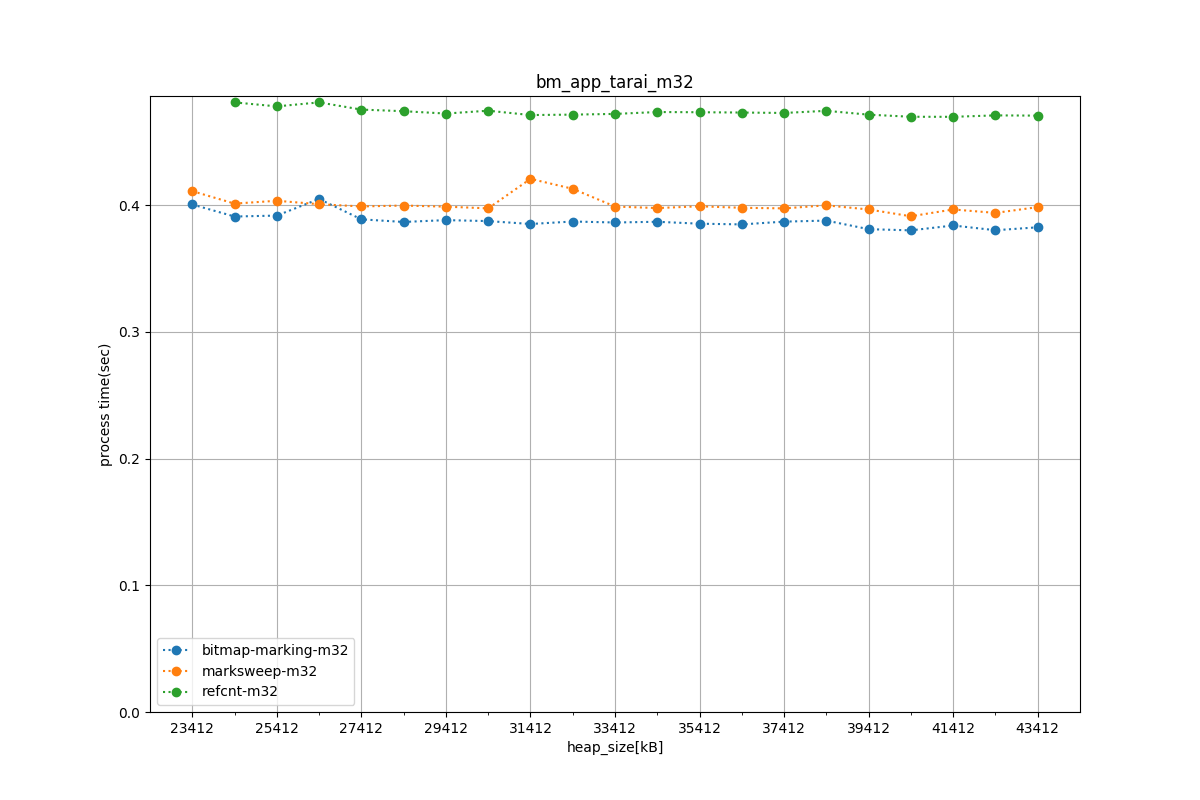 bm_app_tarai_m32
process time(sec)
0.4
0.3
0.2
0.1
0.0
bitmap-marking-m32
marksweep-m32
refcnt-m32
23412 25412 27412 29412 31412 33412 35412 37412 39412 41412 43412
heap_size[kB]